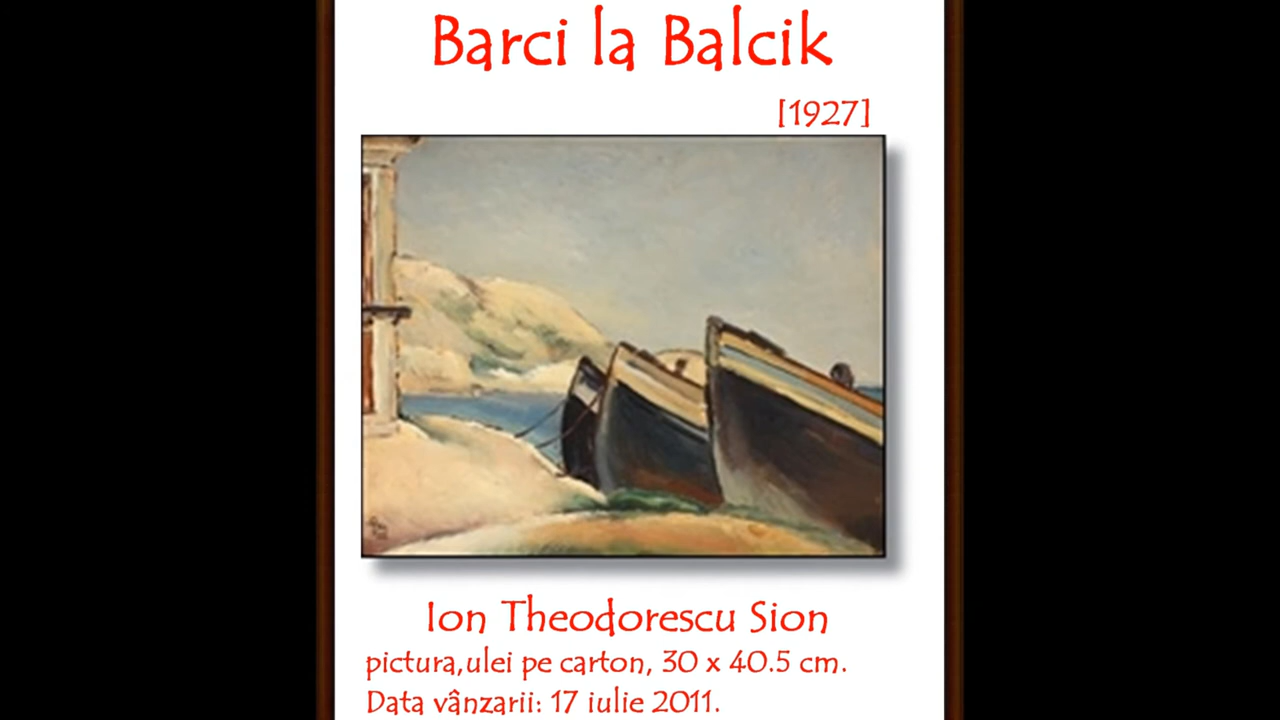 Barci la Balcik
[1927]
Ion Theodorescu Sion
pictura,ulei pe carton, 30 x 40.5 cm.
Data vânzarii: 17 iulie 2011.